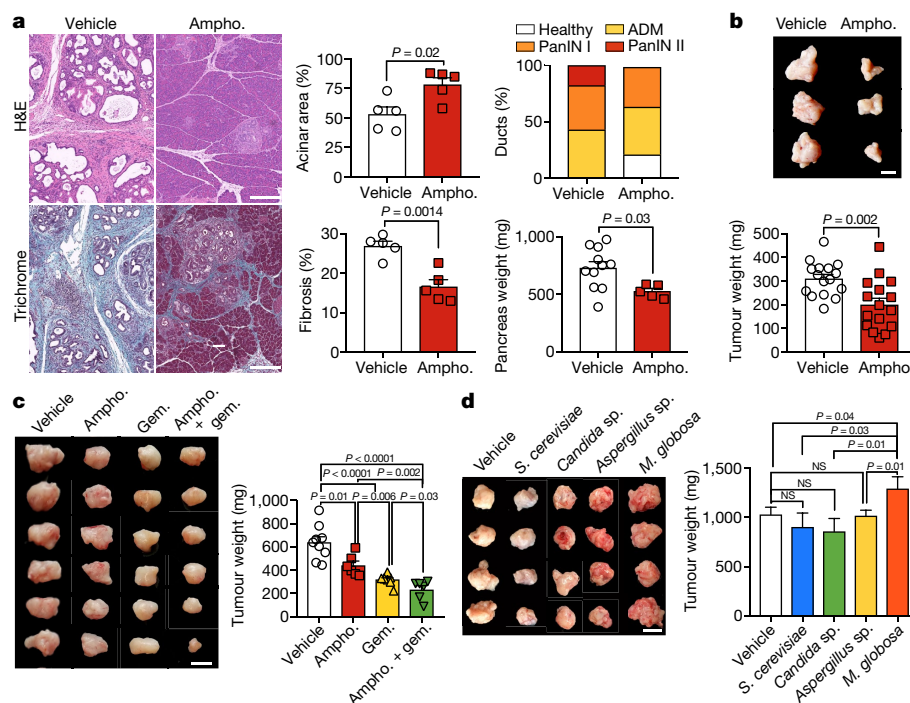 a
Vehicle
Ampho.
H&E
Trichrome
P = 0.02
Acinar area (%)
100
75
50
25
0
Vehicle
Ampho.
Healthy
ADM
PanIN I
PanIN II
Ducts (%)
100
50
0
Vehicle
Ampho.
P = 0.0014
Fibrosis (%)
30
20
10
0
Vehicle
Ampho.
P = 0.03
Pancreas weight (mg)
1,000
500
0
Vehicle
Ampho.
b
Vehicle
Ampho.
P = 0.002
Tumour weight (mg)
500
400
300
200
100
0
Vehicle
Ampho
c
Vehicle
Ampho.
Gem.
Ampho.
+ gem.
P < 0.0001
P < 0.0001
P = 0.002
P = 0.01
P = 0.006
P = 0.03
Tumour weight (mg)
1,000
800
600
400
200
0
Vehicle
Ampho.
Gem.
Ampho. + gem.
d
Vehicle
S. cerevisiae
Candida sp.
Aspergillus sp.
M. globosa
P = 0.04
P = 0.03
P = 0.01
NS
P = 0.01
NS
NS
Tumour weight (mg)
1,500
1,000
500
0
Vehicle
S. cerevisiae
Candida sp.
Aspergillus sp.
M. globosa